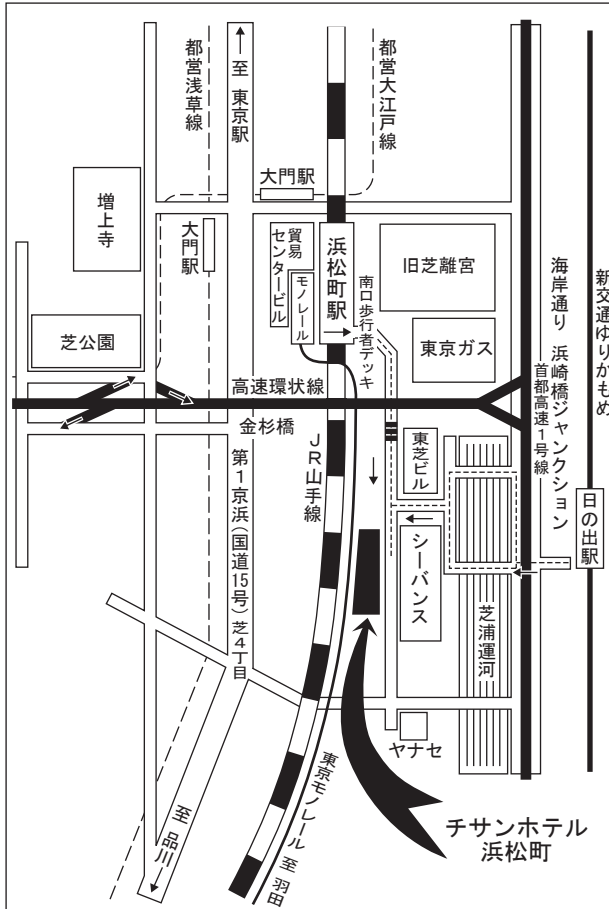 都営浅草線
至 東京駅
都営大江戸線
大門駅
増上寺
大門駅
貿易
センタービル
モノレール
浜松町駅
南口歩行者デッキ
旧芝離宮
東京ガス
海岸通り
浜崎橋ジャンクション
首都高速1号線
新交通ゆりかもめ
芝公園
高速環状線
金杉橋
JR山手線
東芝ビル
日の出駅
第1京浜(国道15号)芝4丁目
シーバンス
芝浦運河
ヤナセ
東京モノレール 至 羽田
至 品川
チサンホテル
浜松町